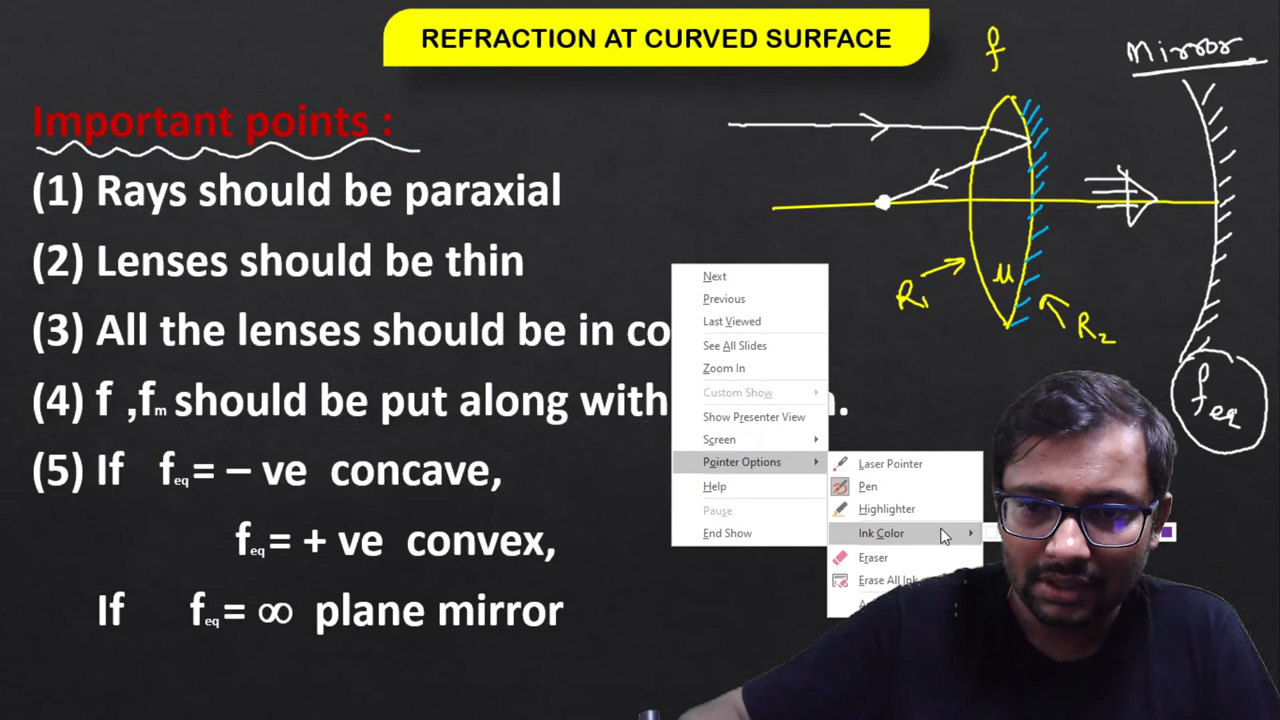 REFRACTION AT CURVED SURFACE
Important points :
(1) Rays should be paraxial
(2) Lenses should be thin
(3) All the lenses should be in co
(4) f ,fm should be put along with
(5) If feq= – ve concave,
feq= + ve convex,
If feq= ∞ plane mirror
f
Mirror
R1
μ
R2
feq
Next
Previous
Last Viewed
See All Slides
Zoom In
Custom Show
Show Presenter View
Screen
Pointer Options
Help
Pause
End Show
Laser Pointer
Pen
Highlighter
Ink Color
Eraser
Erase All Ink